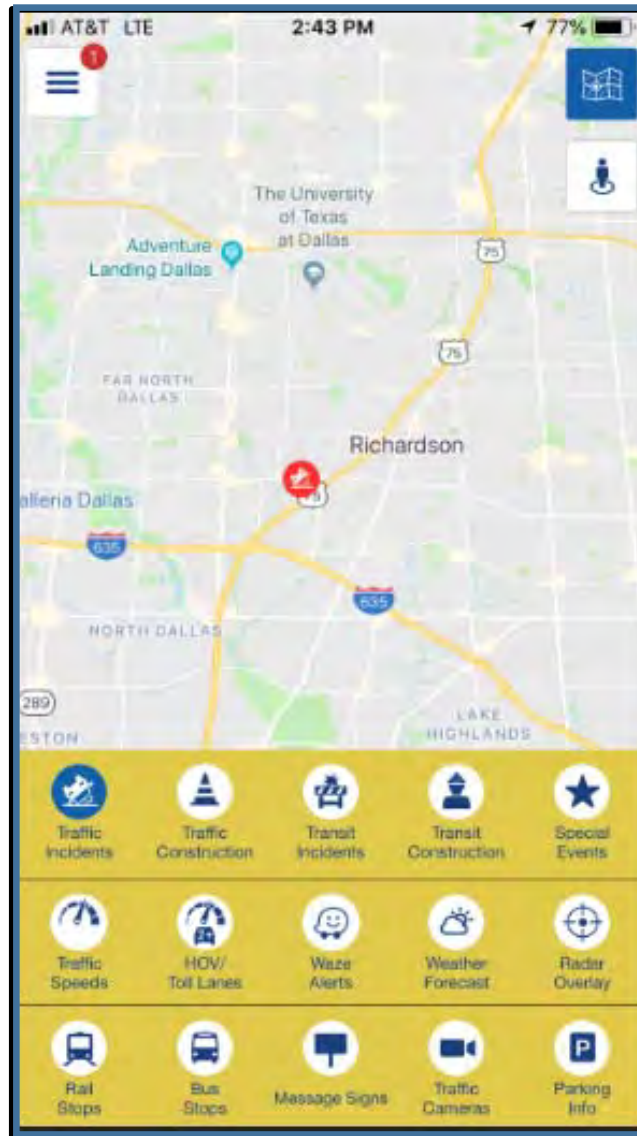 AT&T LTE
2:43 PM
77%
1
The University
of Texas
at Dallas
Adventure
Landing Dallas
75
75
FAR NORTH
DALLAS
Richardson
75
alleria Dallas
635
635
NORTH DALLAS
289
LAKE
HIGHLANDS
ESTON
Traffic
Incidents
Traffic
Construction
Transit
Incidents
Transit
Construction
Special
Events
Traffic
Speeds
2+
HOV/
Toll Lanes
Waze
Alerts
Weather
Forecast
Radar
Overlay
Rail
Stops
Bus
Stops
Message Signs
Traffic
Cameras
P
Parking
Info